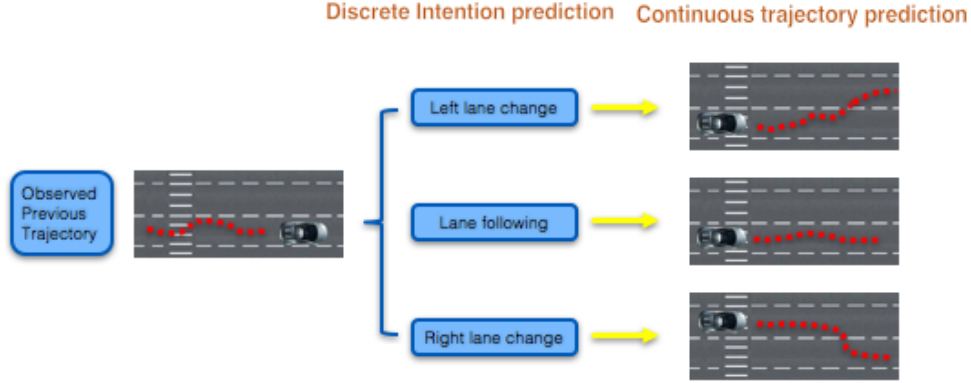 Discrete Intention prediction
Continuous trajectory prediction
Left lane change
Observed
Previous
Trajectory
Lane following
Right lane change